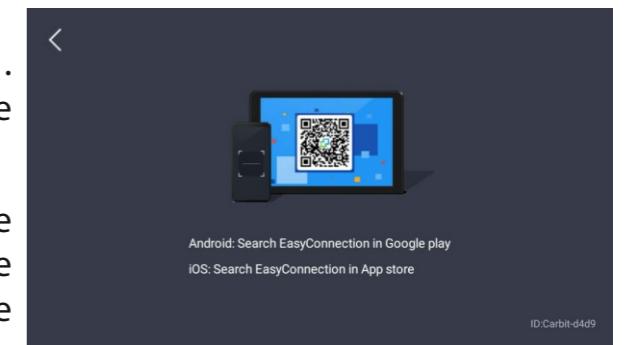 .
e
Android: Search EasyConnection in Google play
e
e
iOS: Search EasyConnection in App store
e
ID:Carbit-d4d9